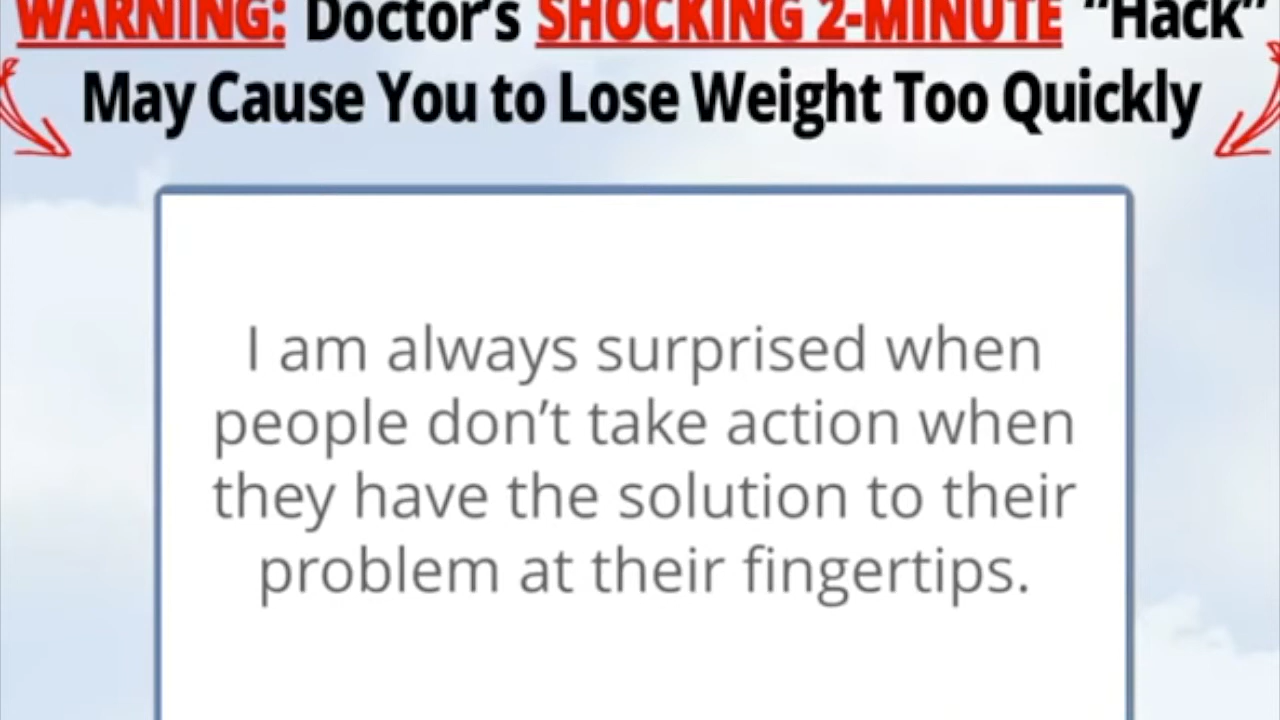 WARNING: Doctor's SHOCKING 2-MINUTE "Hack"
May Cause You to Lose Weight Too Quickly
I am always surprised when
people don’t take action when
they have the solution to their
problem at their fingertips.